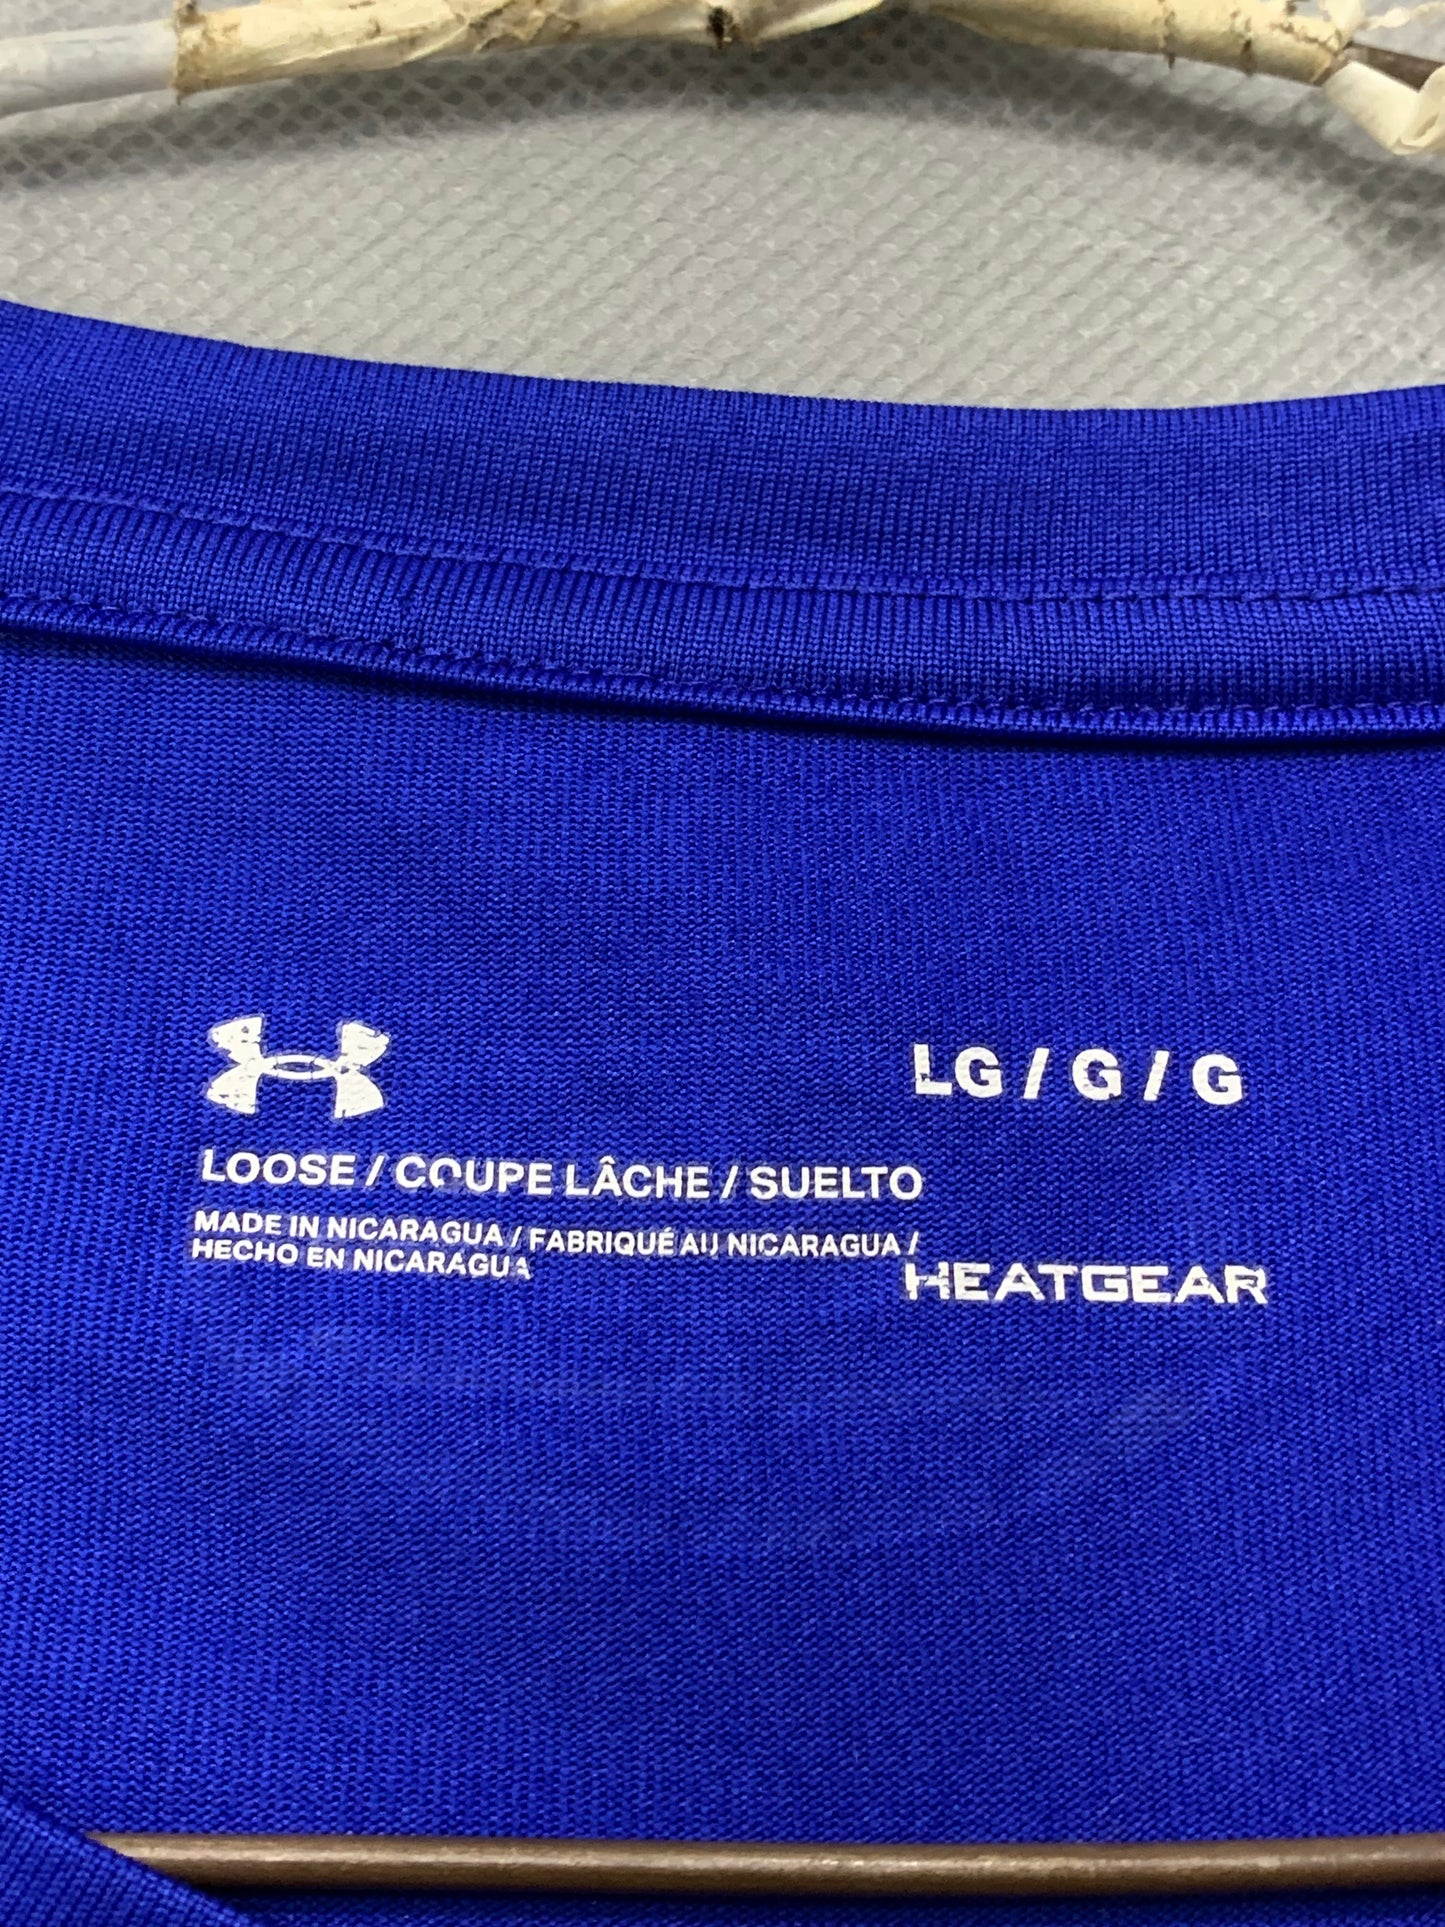 LG / G / G
LOOSE / COUPE LÂCHE / SUELTO
MADE IN NICARAGUA / FABRIQUÉ AU NICARAGUA /
HECHO EN NICARAGUA
HEATGEAR